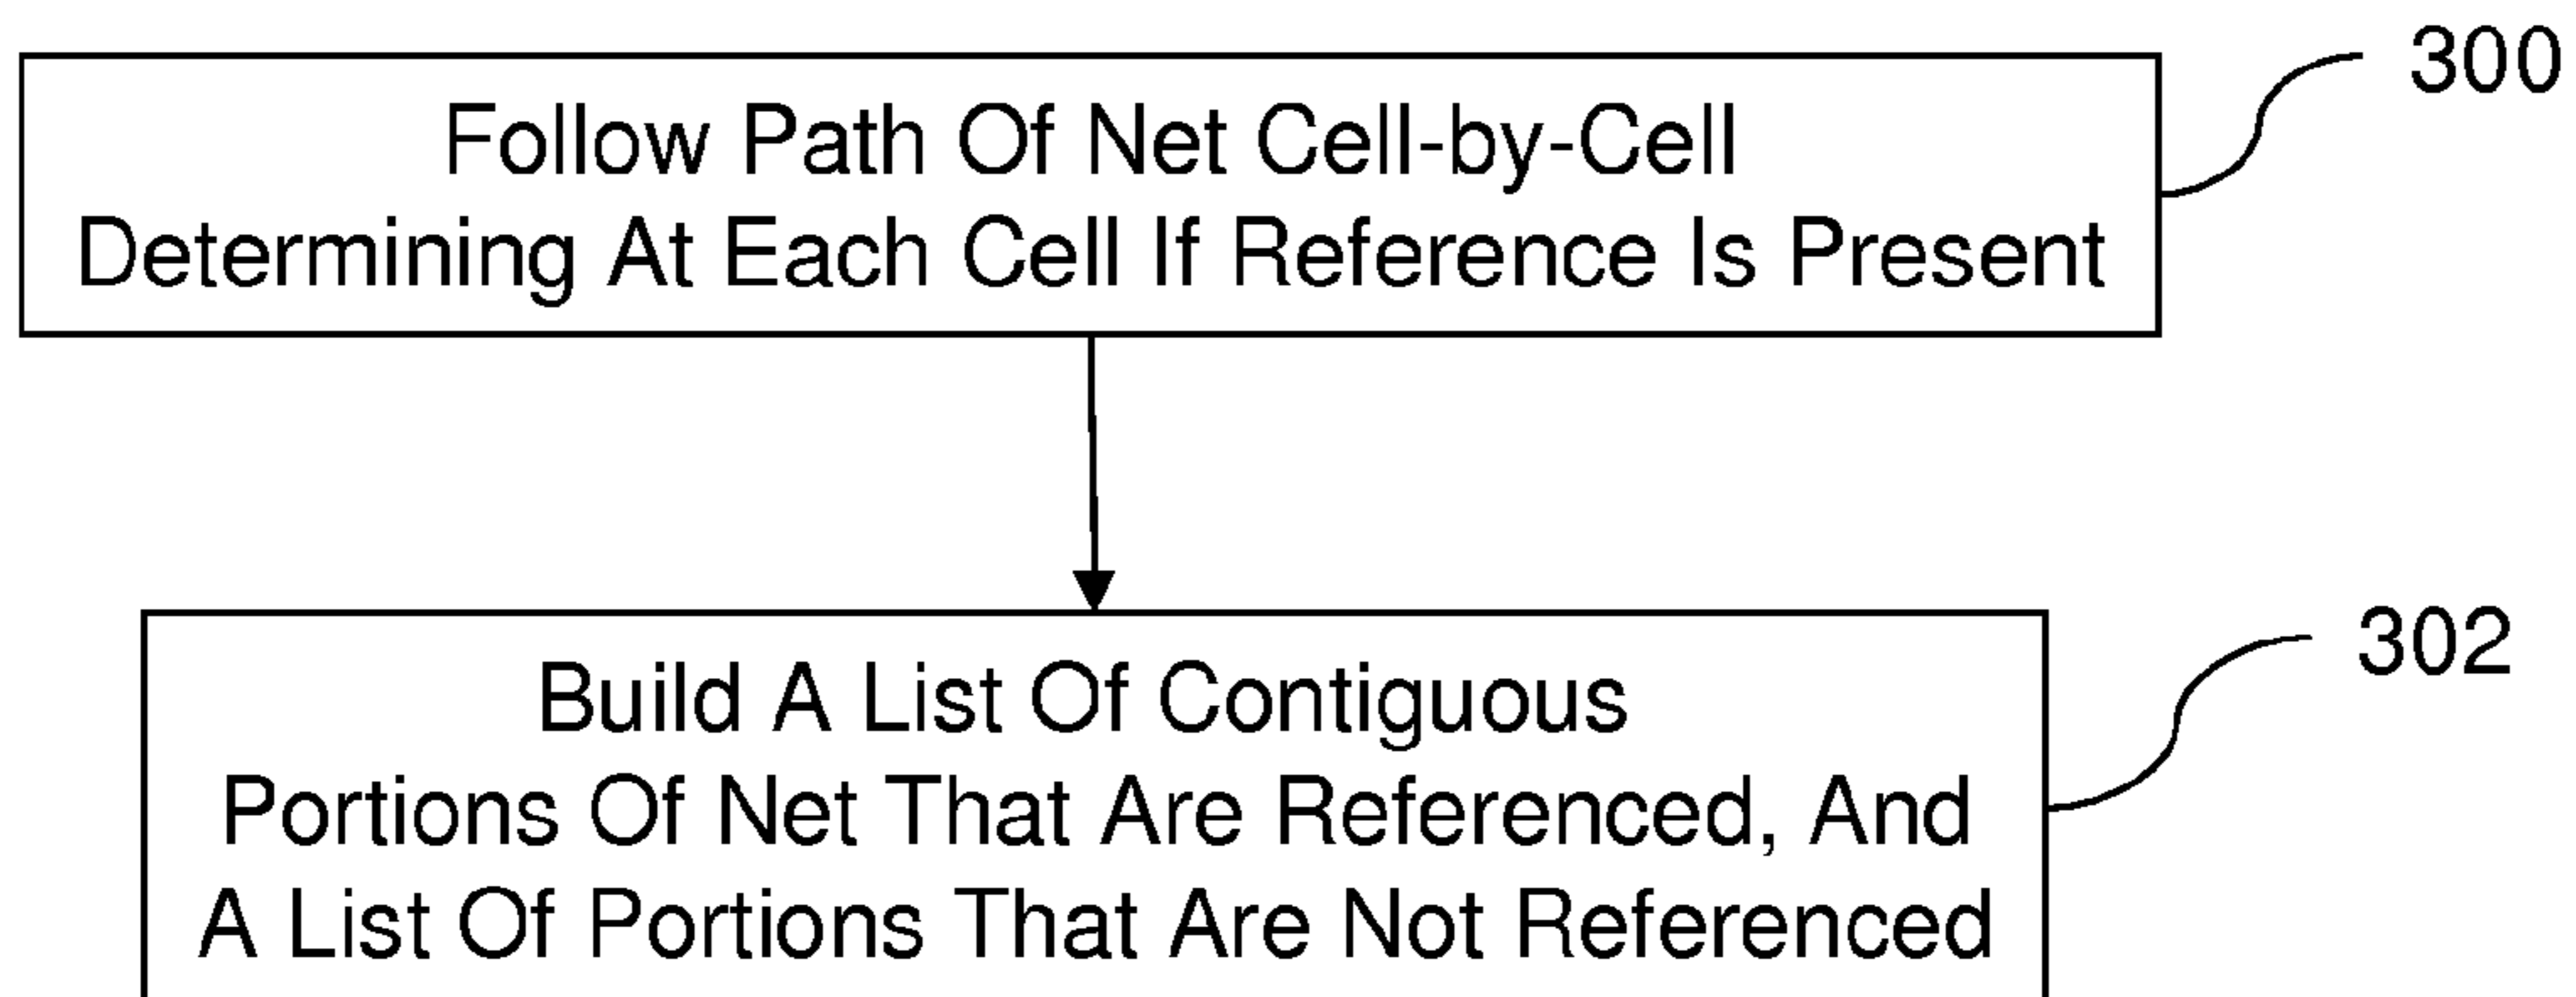 300
Follow Path Of Net Cell-by-Cell
Determining At Each Cell If Reference Is Present
302
Build A List Of Contiguous
Portions Of Net That Are Referenced, And
A List Of Portions That Are Not Referenced